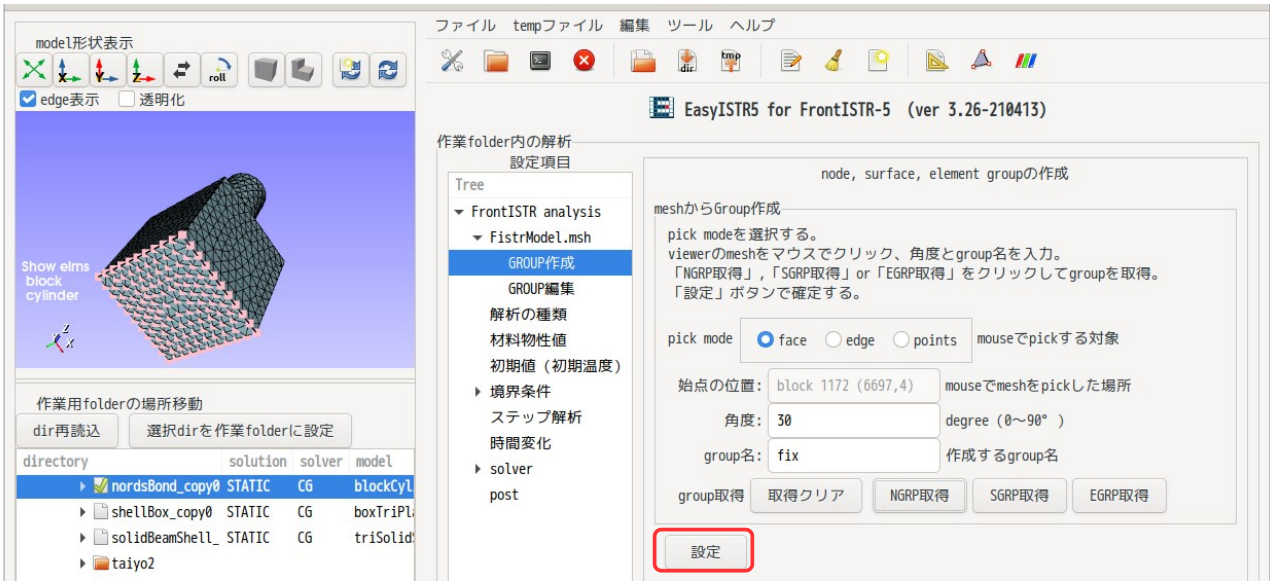 model形状表示
roll
edge表示 透明化
Show elms
block
cylinder
Z
X
作業用folderの場所移動
dir再読込 選択dirを作業folderに設定
directory solution solver model
nordsBond_copy0 STATIC CG blockCyl
shellBox_copy0 STATIC CG boxTriPla
solidBeamShell_ STATIC CG triSolid
taiyo2
ファイル tempファイル 編集 ツール ヘルプ
dir tmp
EasyISTR5 for FrontISTR-5 (ver 3.26-210413)
作業folder内の解析
設定項目
Tree
FrontISTR analysis
FistrModel.msh
GROUP作成
GROUP編集
解析の種類
材料物性値
初期値 (初期温度)
境界条件
ステップ解析
時間変化
solver
post
node, surface, element groupの作成
meshからGroup作成
pick modeを選択する。
viewerのmeshをマウスでクリック、角度とgroup名を入力。
「NGRP取得」,「SGRP取得」or「EGRP取得」をクリックしてgroupを取得。
「設定」ボタンで確定する。
pick mode face edge points mouseでpickする対象
始点の位置: block 1172 (6697,4) mouseでmeshをpickした場所
角度: 30 degree (0～90° )
group名: fix 作成するgroup名
group取得 取得クリア NGRP取得 SGRP取得 EGRP取得
設定